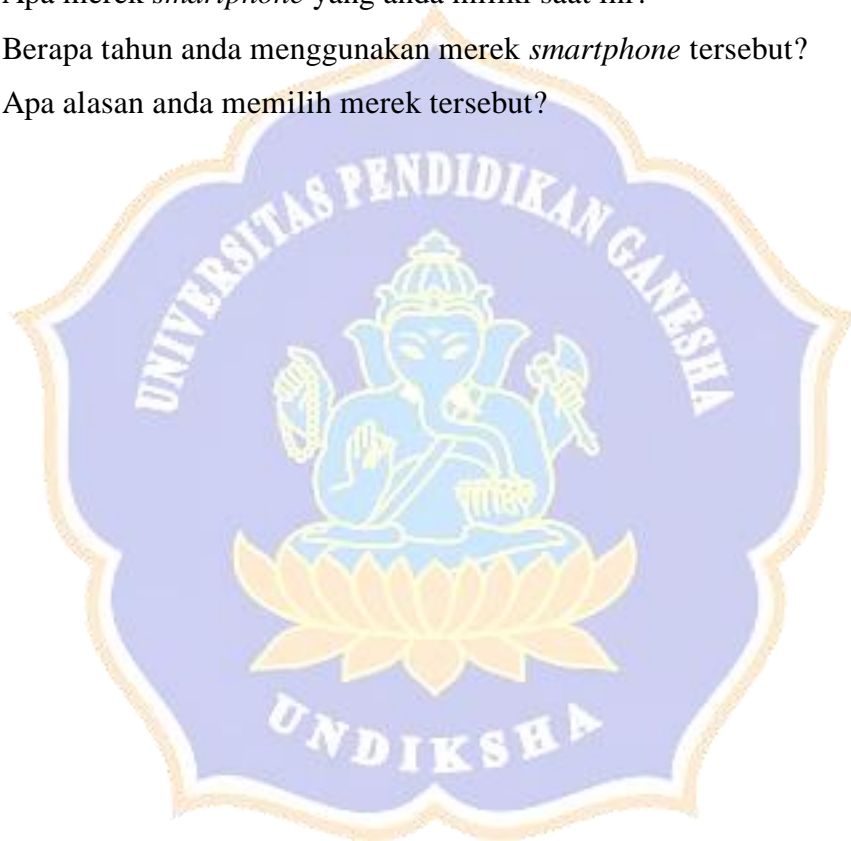 Apa merek smartphone yang anda miliki saat ini?
Berapa tahun anda menggunakan merek smartphone tersebut?
Apa alasan anda memilih merek tersebut?
UNIVERSITAS PENDIDIKAN GANESHA
UNDIKSHA